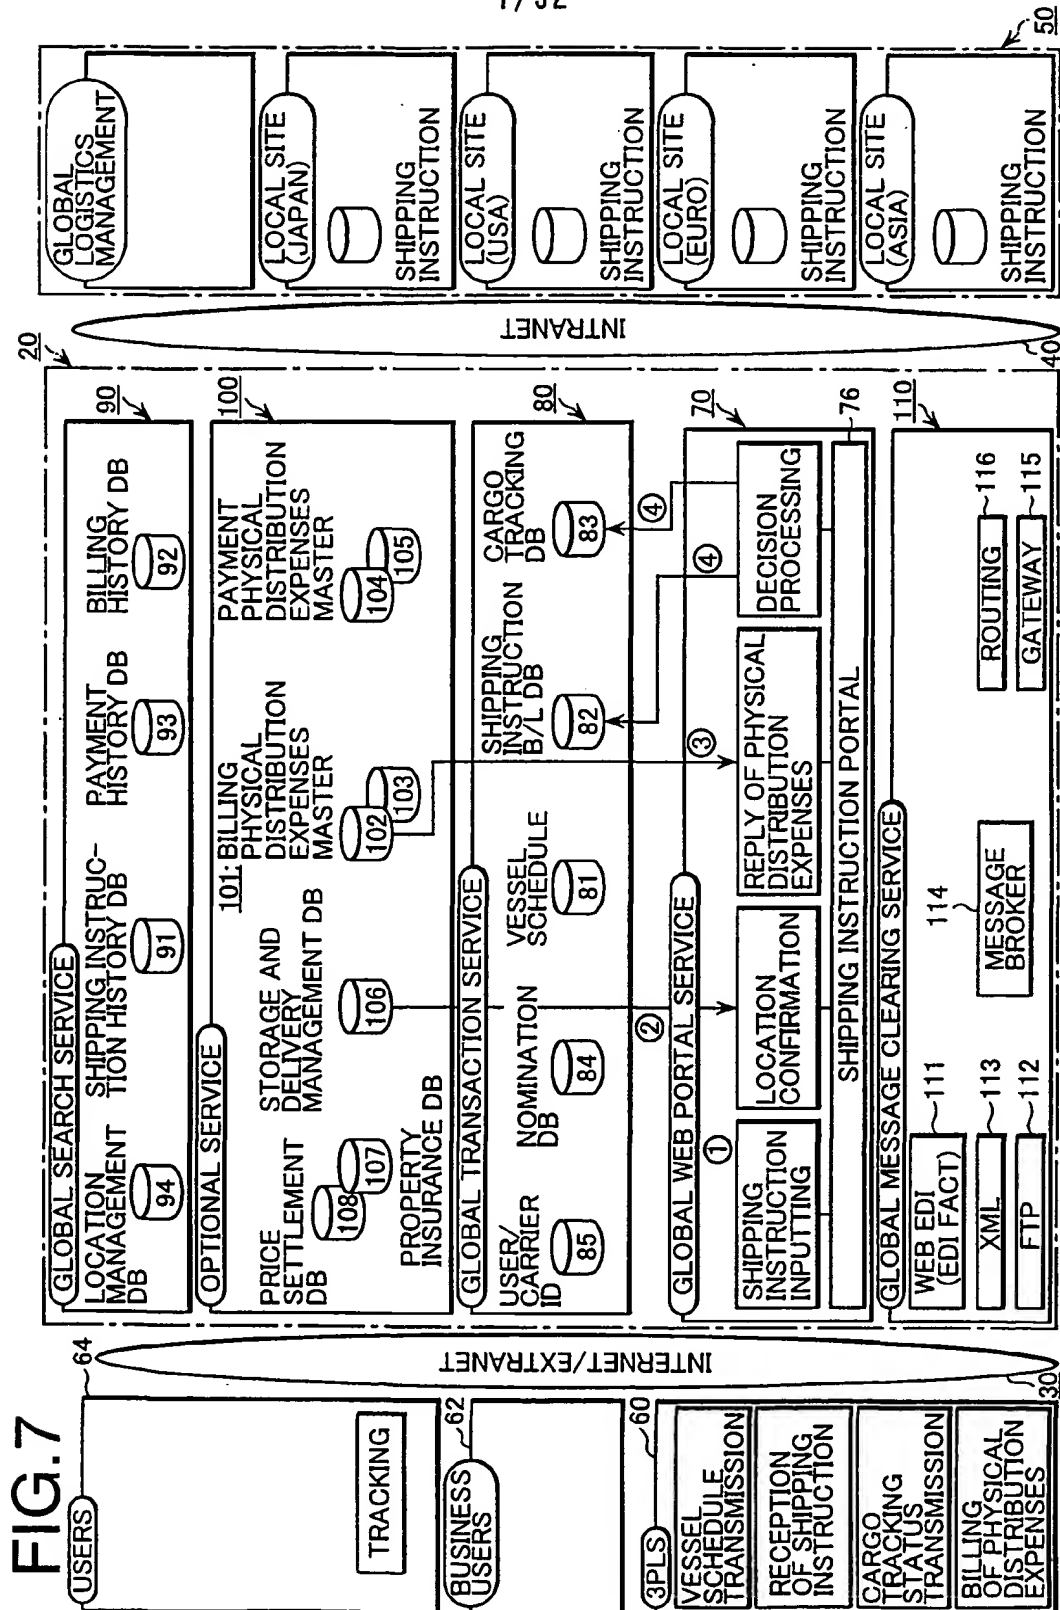 7/32
FIG.7
USERS
64
TRACKING
BUSINESS
USERS
62
3PLS
60
VESSEL
SCHEDULE
TRANSMISSION
RECEPTION
OF SHIPPING
INSTRUCTION
CARGO
TRACKING
STATUS
TRANSMISSION
BILLING
OF PHYSICAL
DISTRIBUTION
EXPENSES
INTERNET/EXTRANET
30
20
GLOBAL SEARCH SERVICE
90
LOCATION
MANAGEMENT
DB
94
SHIPPING INSTRUC-
TION HISTORY DB
91
PAYMENT
HISTORY DB
93
BILLING
HISTORY DB
92
OPTIONAL SERVICE
100
PRICE
SETTLEMENT
DB
108
107
PROPERTY
INSURANCE DB
STORAGE AND
DELIVERY
MANAGEMENT DB
106
101: BILLING
PHYSICAL
DISTRIBUTION
EXPENSES
MASTER
102
103
PAYMENT
PHYSICAL
DISTRIBUTION
EXPENSES
MASTER
104
105
GLOBAL TRANSACTION SERVICE
80
USER/
CARRIER
ID
85
NOMINATION
DB
84
VESSEL
SCHEDULE
81
SHIPPING
INSTRUCTION
B/L DB
82
CARGO
TRACKING
DB
83
GLOBAL WEB PORTAL SERVICE
70
①
②
③
④
④
SHIPPING
INSTRUCTION
INPUTTING
LOCATION
CONFIRMATION
REPLY OF PHYSICAL
DISTRIBUTION
EXPENSES
DECISION
PROCESSING
SHIPPING INSTRUCTION PORTAL
76
GLOBAL MESSAGE CLEARING SERVICE
110
WEB EDI
(EDI FACT)
111
XML
113
FTP
112
114
MESSAGE
BROKER
ROUTING
116
GATEWAY
115
INTRANET
40
50
GLOBAL
LOGISTICS
MANAGEMENT
LOCAL SITE
(JAPAN)
SHIPPING
INSTRUCTION
LOCAL SITE
(USA)
SHIPPING
INSTRUCTION
LOCAL SITE
(EURO)
SHIPPING
INSTRUCTION
LOCAL SITE
(ASIA)
SHIPPING
INSTRUCTION